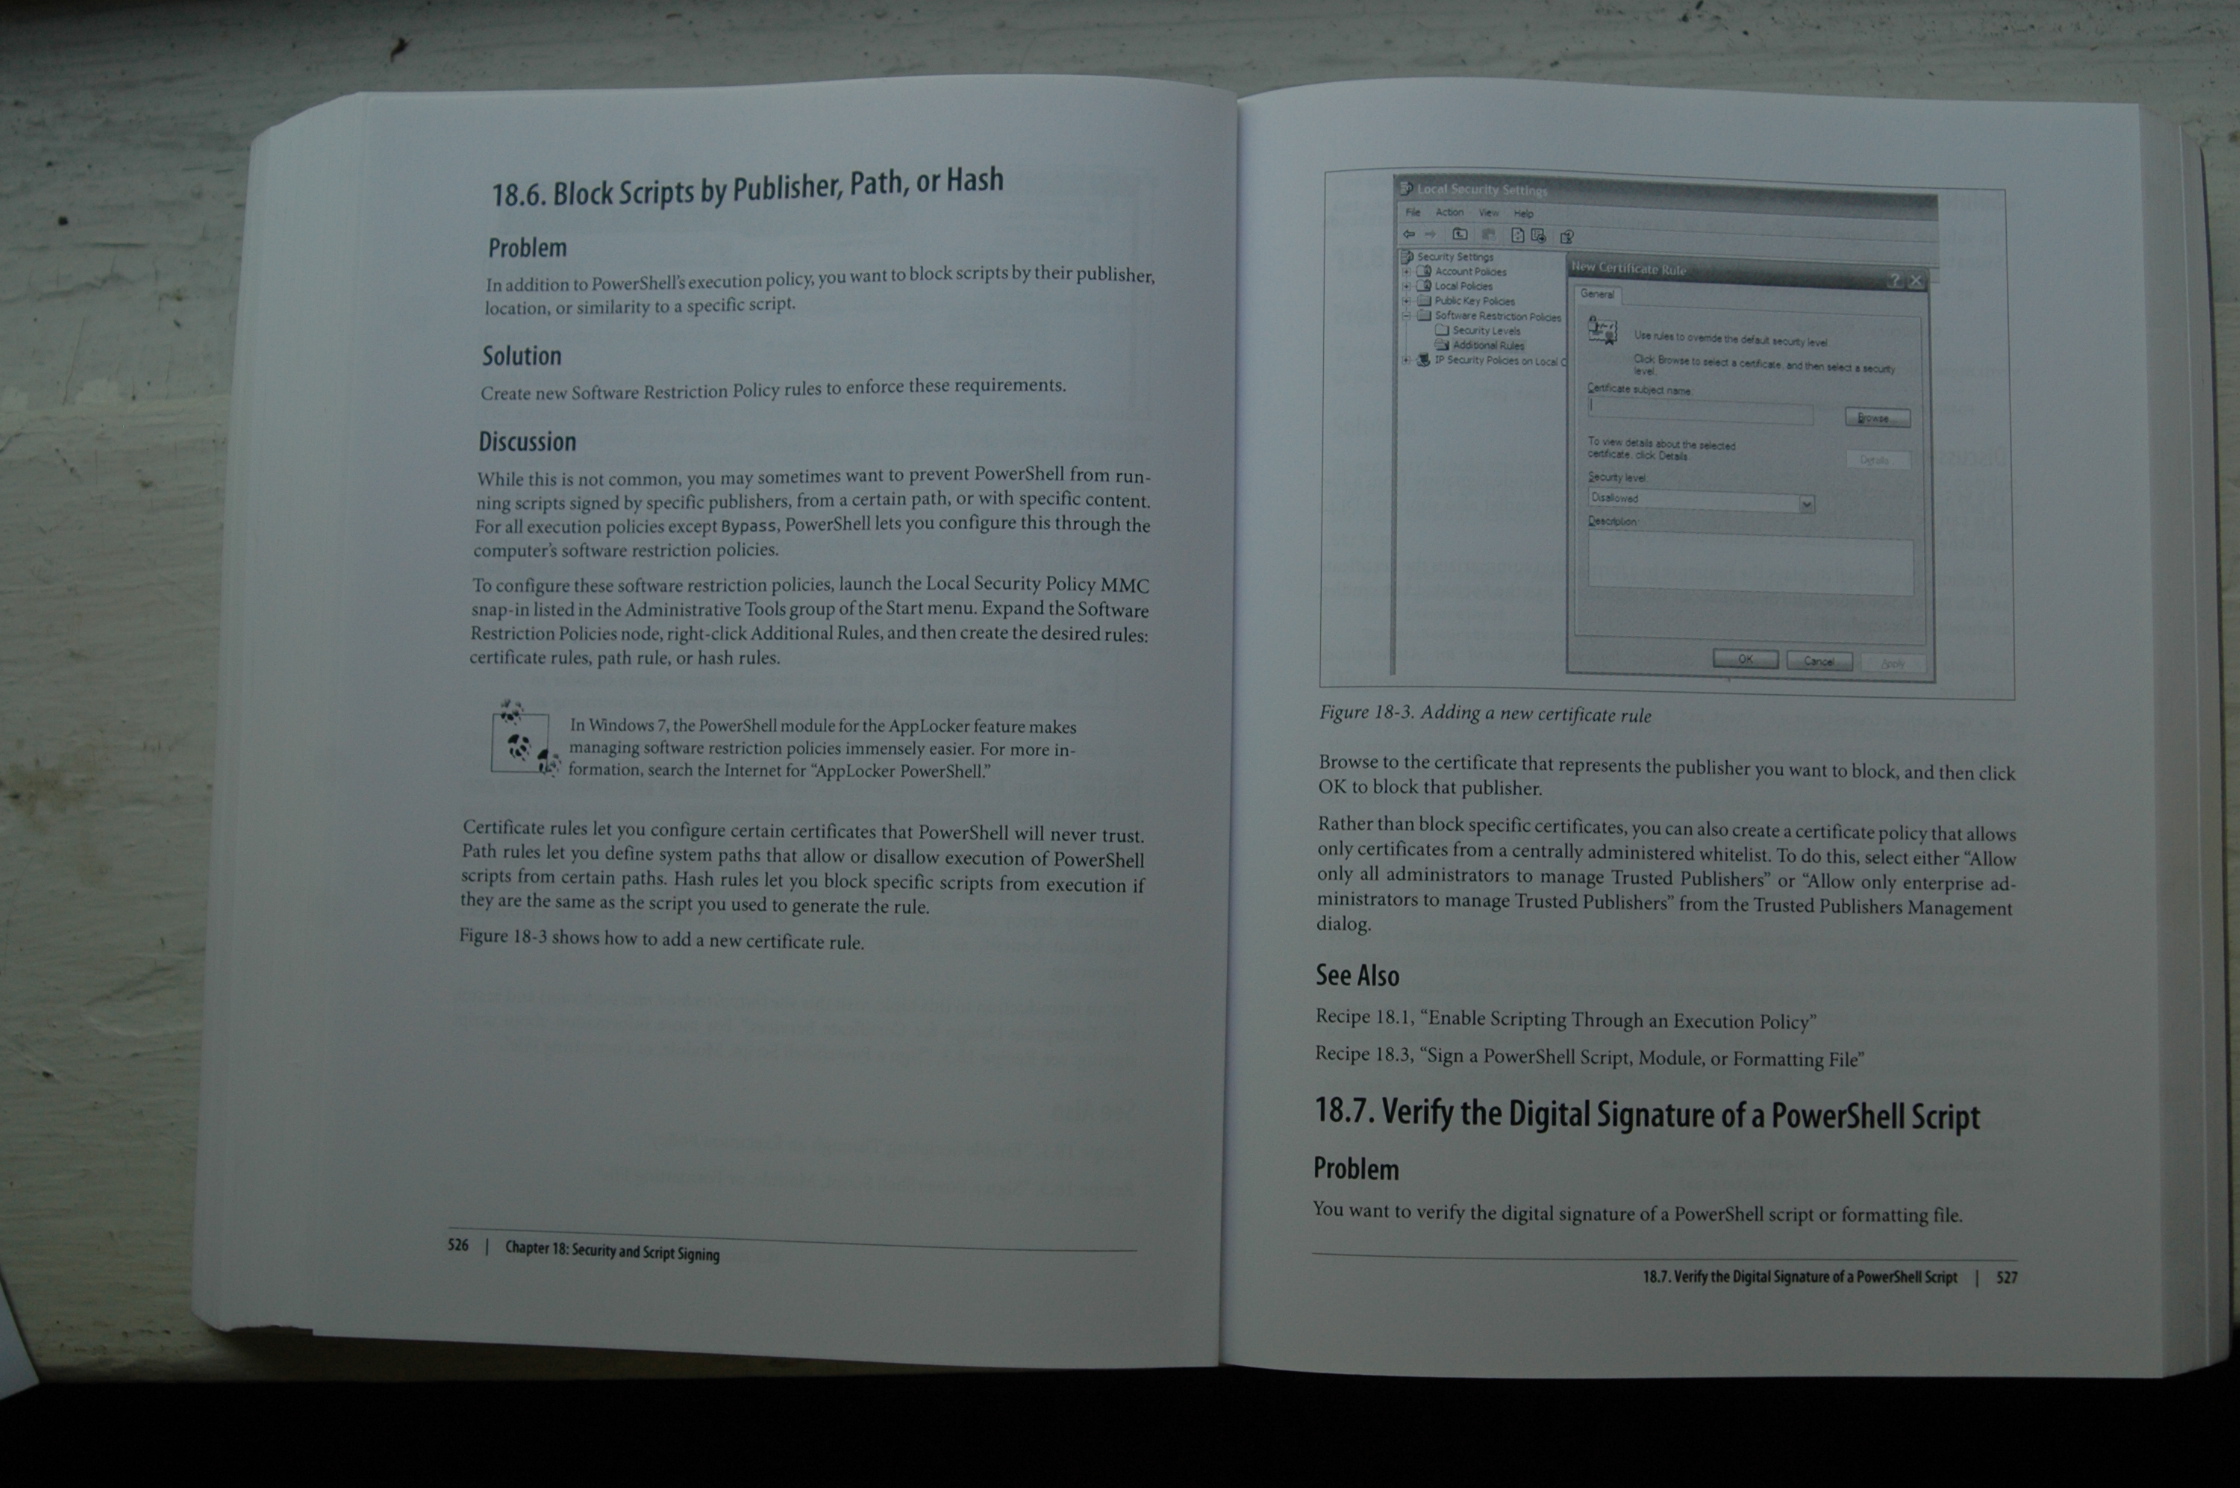 18.6. Block Scripts by Publisher, Path, or Hash
Problem
In addition to PowerShell's execution policy, you want to block scripts by their publisher,
location, or similarity to a specific script.
Solution
Create new Software Restriction Policy rules to enforce these requirements.
Discussion
While this is not common, you may sometimes want to prevent PowerShell from run-
ning scripts signed by specific publishers, from a certain path, or with specific content.
For all execution policies except Bypass, PowerShell lets you configure this through the
computer's software restriction policies.
To configure these software restriction policies, launch the Local Security Policy MMC
snap-in listed in the Administrative Tools group of the Start menu. Expand the Software
Restriction Policies node, right-click Additional Rules, and then create the desired rules:
certificate rules, path rule, or hash rules.
In Windows 7, the PowerShell module for the AppLocker feature makes
managing software restriction policies immensely easier. For more in-
formation, search the Internet for “AppLocker PowerShell.”
Certificate rules let you configure certain certificates that PowerShell will never trust.
Path rules let you define system paths that allow or disallow execution of PowerShell
scripts from certain paths. Hash rules let you block specific scripts from execution if
they are the same as the script you used to generate the rule.
Figure 18-3 shows how to add a new certificate rule.
526 | Chapter 18: Security and Script Signing
Local Security Settings
File Action View Help
Security Settings
Account Policies
Local Policies
Public Key Policies
Software Restriction Policies
Security Levels
Additional Rules
IP Security Policies on Local C
New Certificate Rule
General
Use rules to override the default security level
Click Browse to select a certificate, and then select a security
level.
Certificate subject name:
Browse...
To view details about the selected
certificate, click Details.
Details
Security level:
Disallowed
Description:
OK Cancel Apply
Figure 18-3. Adding a new certificate rule
Browse to the certificate that represents the publisher you want to block, and then click
OK to block that publisher.
Rather than block specific certificates, you can also create a certificate policy that allows
only certificates from a centrally administered whitelist. To do this, select either “Allow
only all administrators to manage Trusted Publishers” or “Allow only enterprise ad-
ministrators to manage Trusted Publishers” from the Trusted Publishers Management
dialog.
See Also
Recipe 18.1, “Enable Scripting Through an Execution Policy”
Recipe 18.3, “Sign a PowerShell Script, Module, or Formatting File”
18.7. Verify the Digital Signature of a PowerShell Script
Problem
You want to verify the digital signature of a PowerShell script or formatting file.
18.7. Verify the Digital Signature of a PowerShell Script | 527